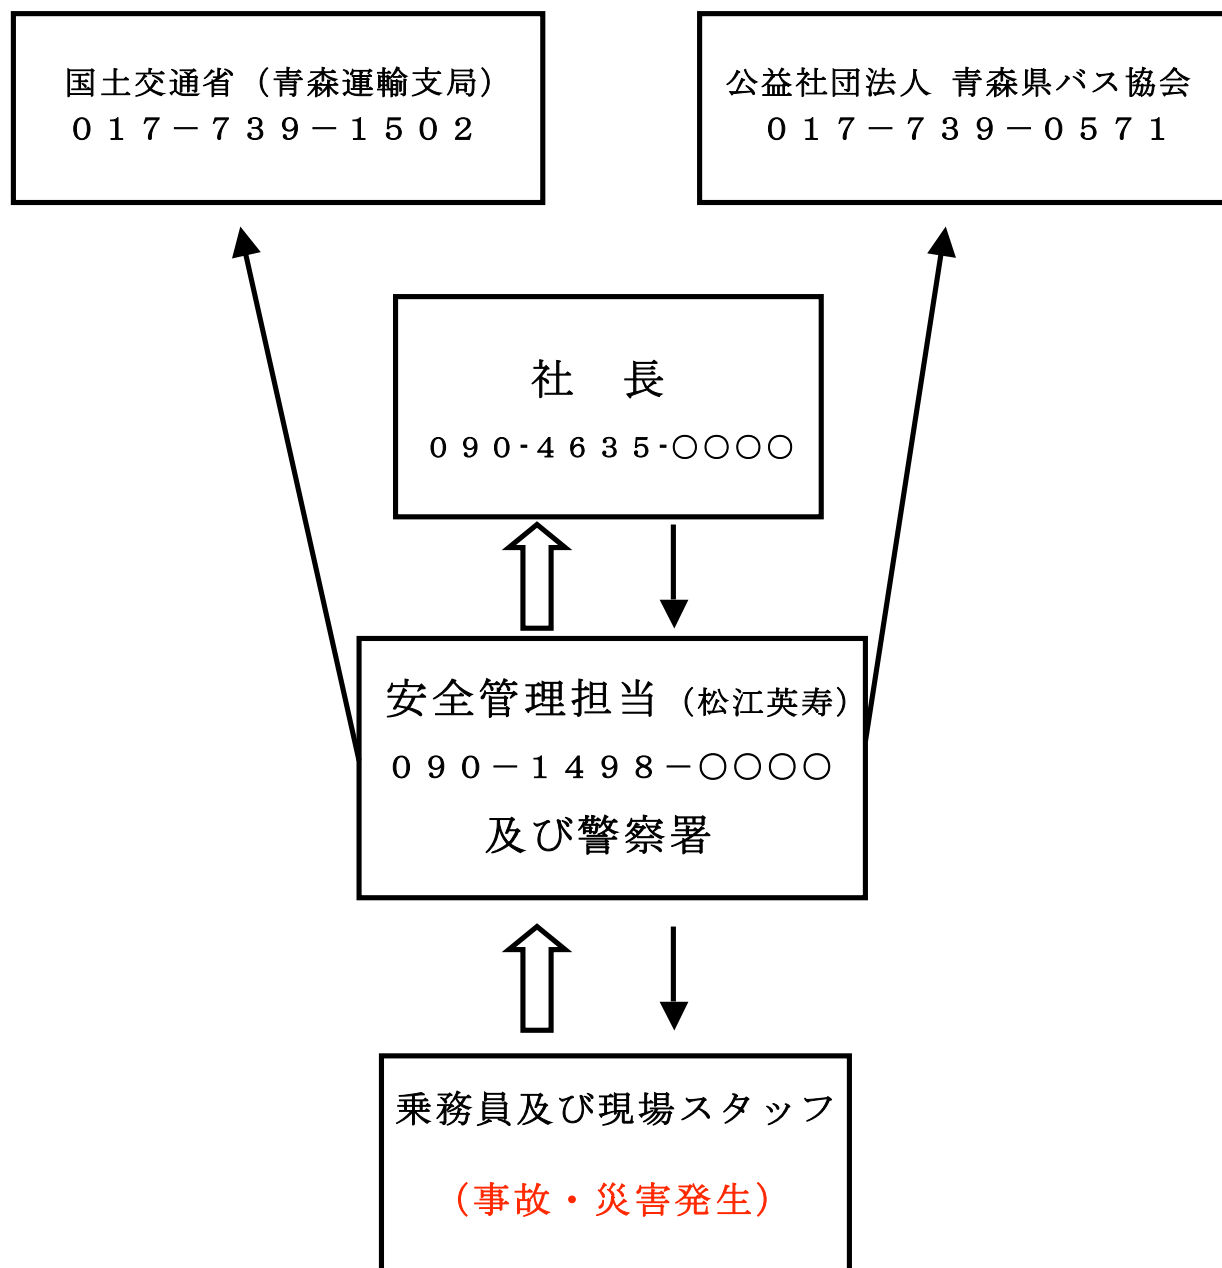 国土交通省（青森運輸支局）
０１７－７３９－１５０２
公益社団法人 青森県バス協会
０１７－７３９－０５７１
社　長
０９０-４６３５-〇〇〇〇
安全管理担当（松江英寿）
０９０－１４９８－〇〇〇〇
及び警察署
乗務員及び現場スタッフ
（事故・災害発生）